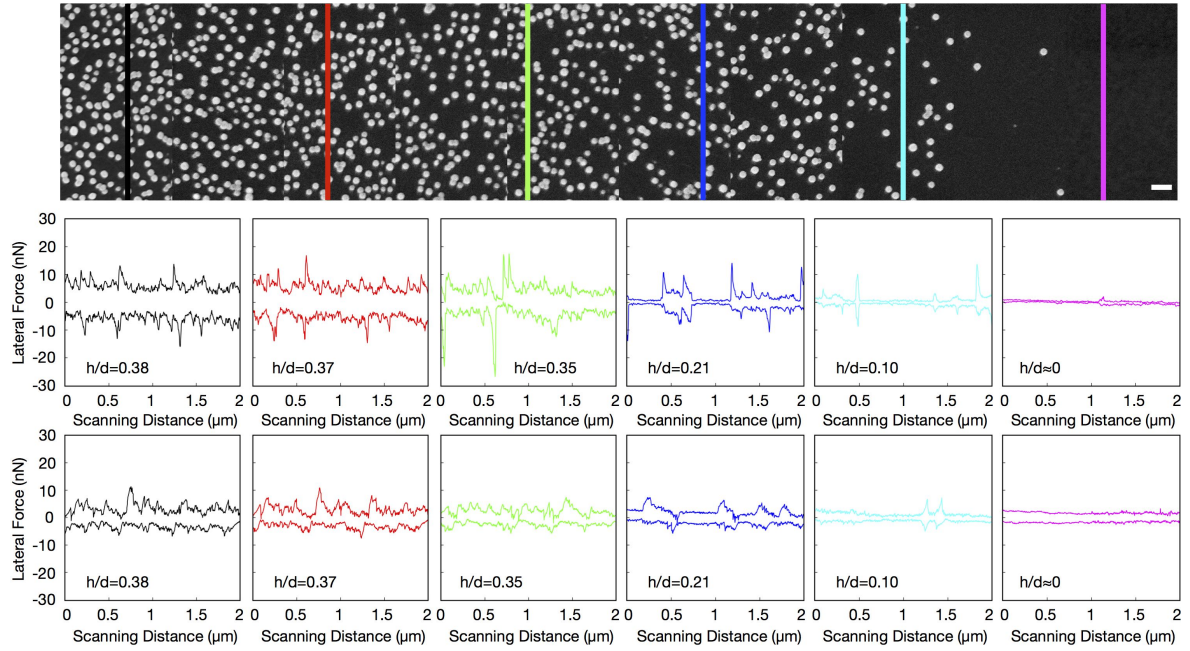 30
20
10
0
-10
-20
-30
Lateral Force (nN)
h/d=0.38
h/d=0.37
h/d=0.35
h/d=0.21
h/d=0.10
h/d≈0
0 0.5 1 1.5 2
0 0.5 1 1.5 2
0 0.5 1 1.5 2
0 0.5 1 1.5 2
0 0.5 1 1.5 2
0 0.5 1 1.5 2
Scanning Distance (μm)
Scanning Distance (μm)
Scanning Distance (μm)
Scanning Distance (μm)
Scanning Distance (μm)
Scanning Distance (μm)
30
20
10
0
-10
-20
-30
Lateral Force (nN)
h/d=0.38
h/d=0.37
h/d=0.35
h/d=0.21
h/d=0.10
h/d≈0
0 0.5 1 1.5 2
0 0.5 1 1.5 2
0 0.5 1 1.5 2
0 0.5 1 1.5 2
0 0.5 1 1.5 2
0 0.5 1 1.5 2
Scanning Distance (μm)
Scanning Distance (μm)
Scanning Distance (μm)
Scanning Distance (μm)
Scanning Distance (μm)
Scanning Distance (μm)